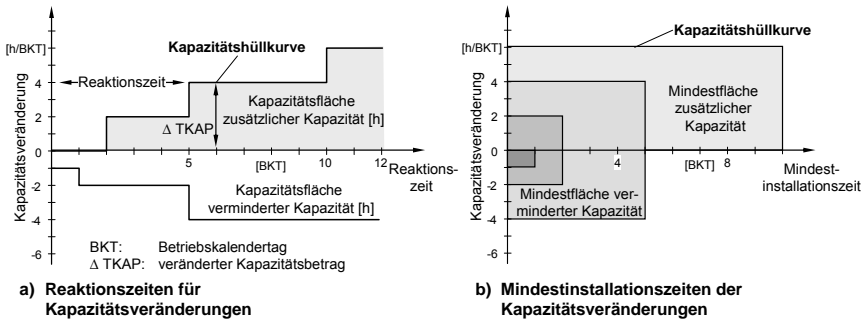 [h/BKT]
Kapazitätsveränderung
4
2
0
-2
-4
-6
Reaktionszeit
Kapazitätshüllkurve
Δ TKAP
Kapazitätsfläche
zusätzlicher Kapazität [h]
5
[BKT]
10
12
Reaktions-
zeit
Kapazitätsfläche
verminderter Kapazität [h]
BKT: Betriebskalendertag
Δ TKAP: veränderter Kapazitätsbetrag
a) Reaktionszeiten für
Kapazitätsveränderungen
[h/BKT]
Kapazitätsveränderung
4
2
0
-2
-4
-6
Kapazitätshüllkurve
Mindestfläche
zusätzlicher
Kapazität
4
[BKT]
8
Mindest-
installationszeit
Mindestfläche ver-
minderter Kapazität
b) Mindestinstallationszeiten der
Kapazitätsveränderungen